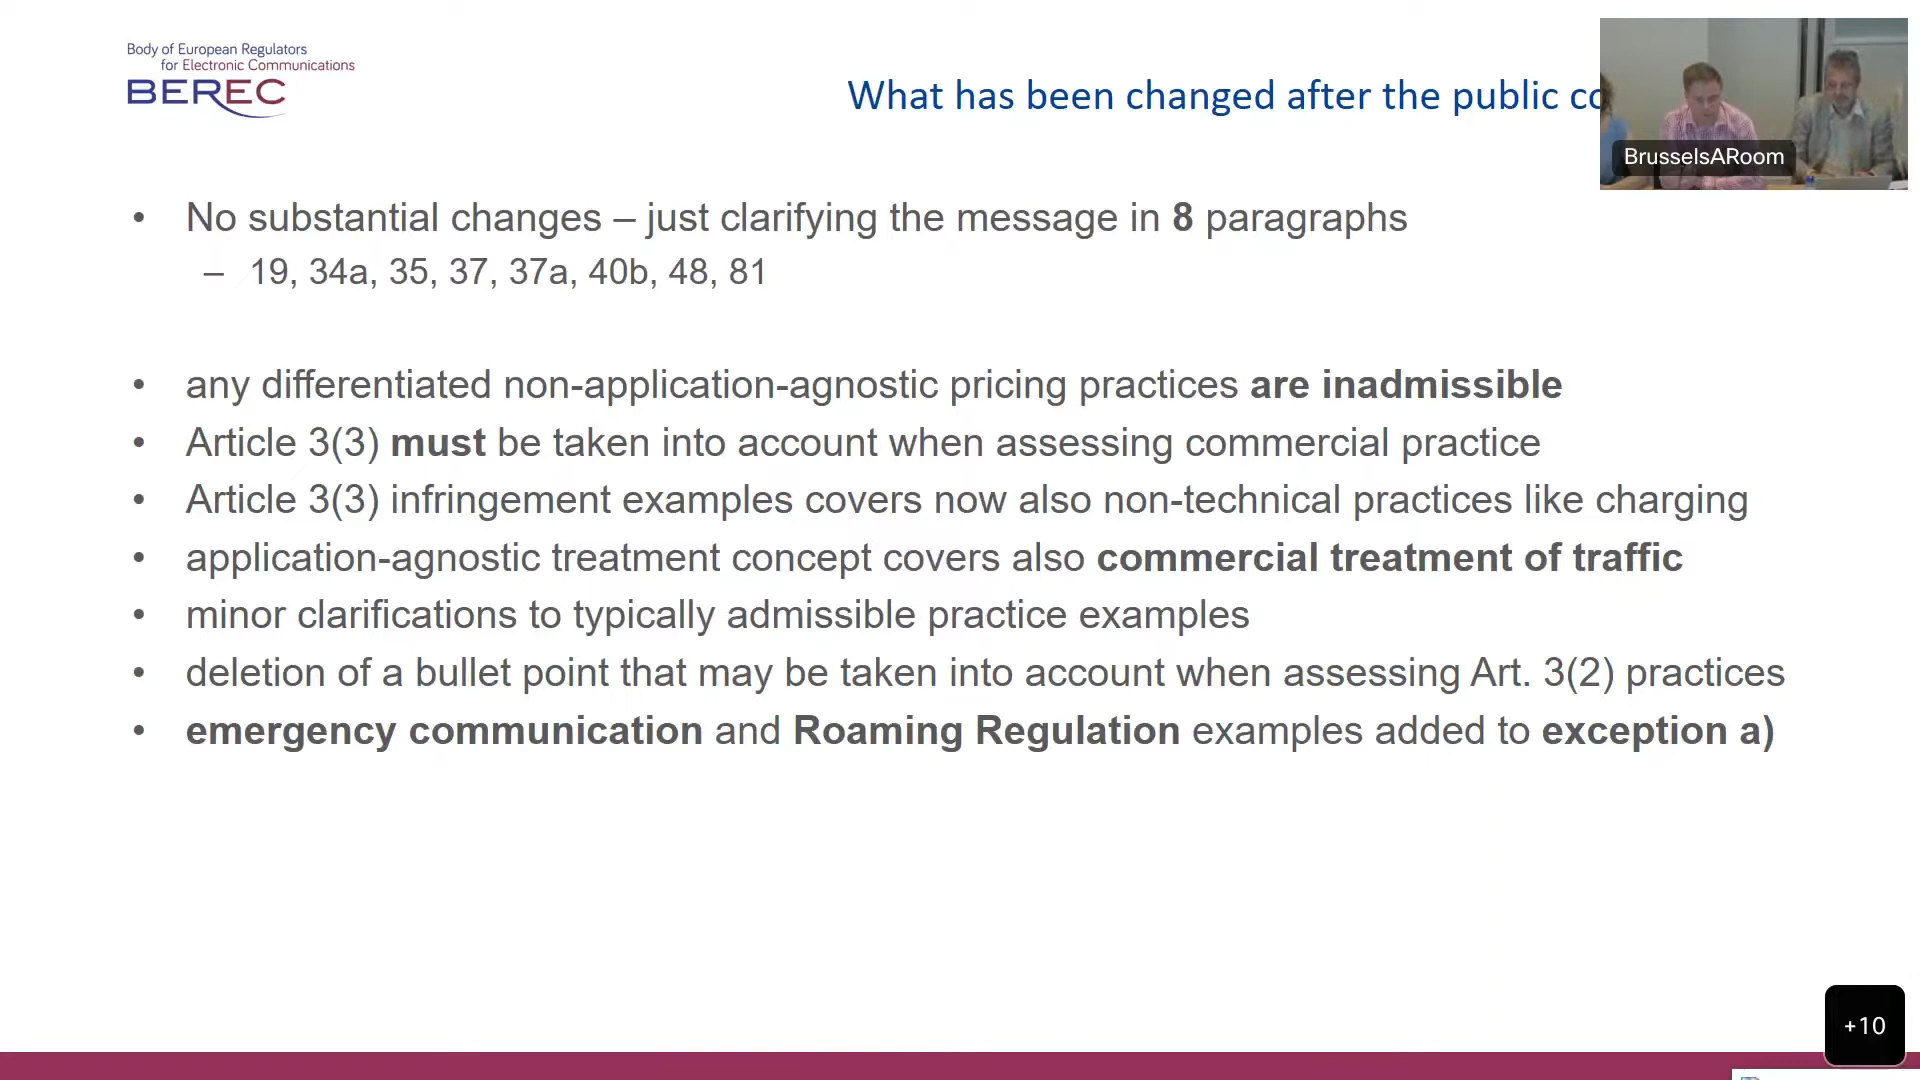 Body of European Regulators
for Electronic Communications
BEREC
What has been changed after the public co
BrusselsARoom
• No substantial changes – just clarifying the message in 8 paragraphs
– 19, 34a, 35, 37, 37a, 40b, 48, 81
• any differentiated non-application-agnostic pricing practices are inadmissible
• Article 3(3) must be taken into account when assessing commercial practice
• Article 3(3) infringement examples covers now also non-technical practices like charging
• application-agnostic treatment concept covers also commercial treatment of traffic
• minor clarifications to typically admissible practice examples
• deletion of a bullet point that may be taken into account when assessing Art. 3(2) practices
• emergency communication and Roaming Regulation examples added to exception a)
+10